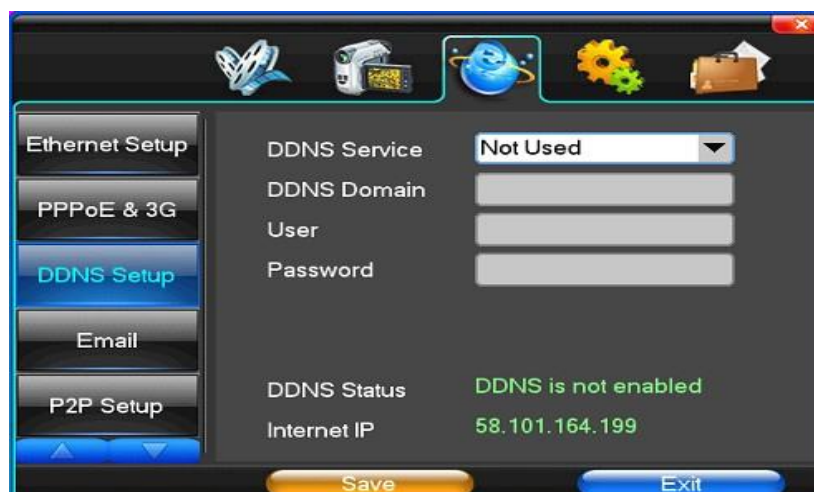 Ethernet Setup
PPPoE & 3G
DDNS Setup
Email
P2P Setup
DDNS Service Not Used
DDNS Domain
User
Password
DDNS Status DDNS is not enabled
Internet IP 58.101.164.199
Save Exit